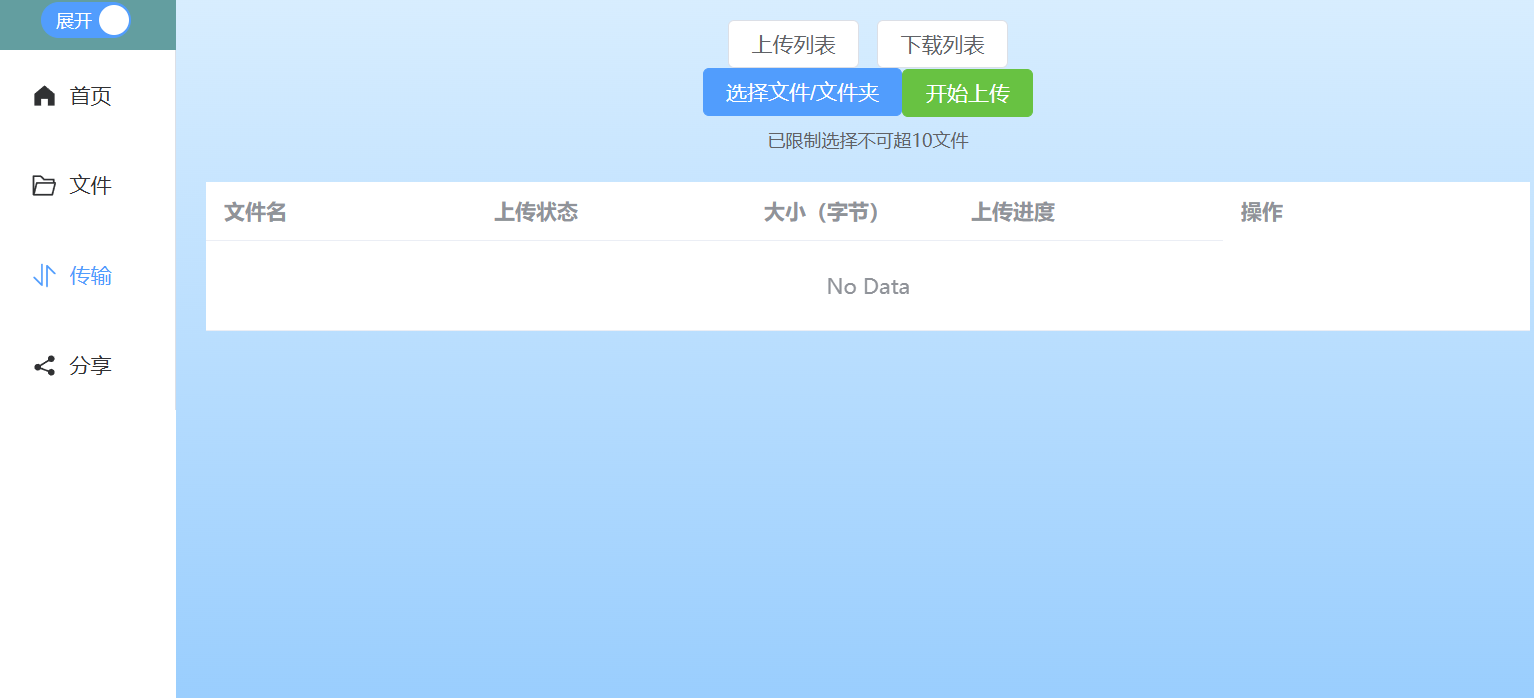 展开
首页
文件
传输
分享
上传列表 下载列表
选择文件/文件夹 开始上传
已限制选择不可超10文件
文件名 上传状态 大小（字节） 上传进度 操作
No Data